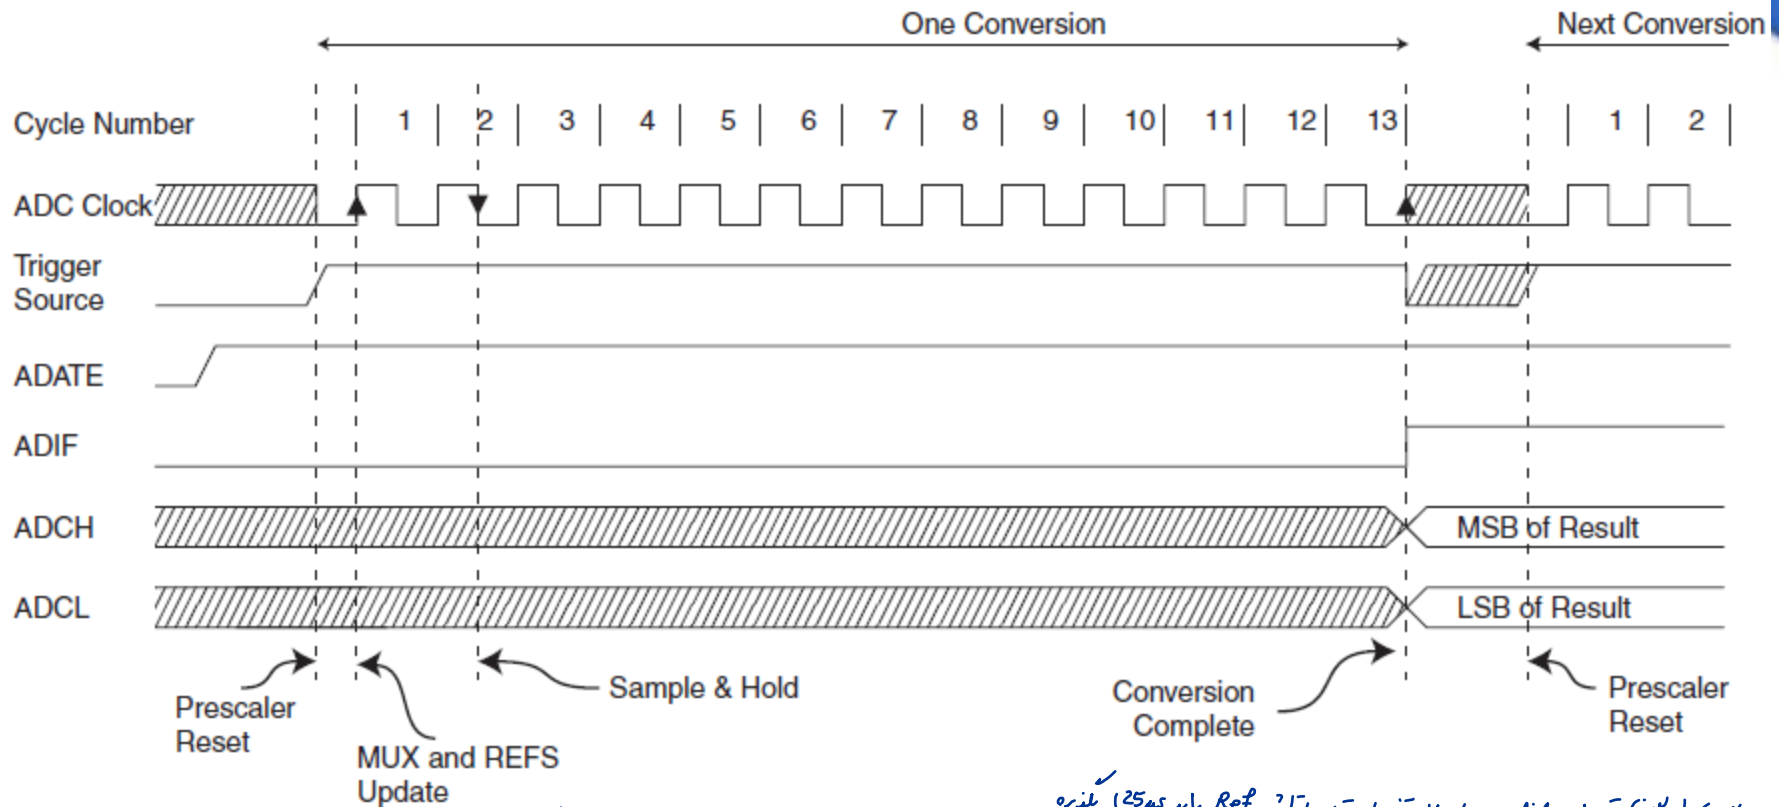 One Conversion Next Conversion
Cycle Number 1 2 3 4 5 6 7 8 9 10 11 12 13 1 2
ADC Clock
Trigger
Source
ADATE
ADIF
ADCH MSB of Result
ADCL LSB of Result
Prescaler
Reset
MUX and REFS
Update
Sample & Hold
Conversion
Complete
Prescaler
Reset
Ref